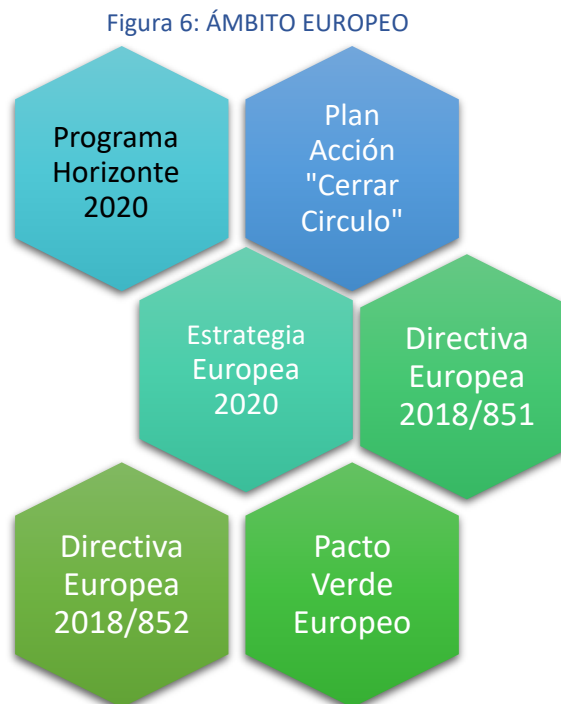 Figura 6: ÁMBITO EUROPEO
Programa
Horizonte
2020
Plan
Acción
"Cerrar
Circulo"
Estrategia
Europea
2020
Directiva
Europea
2018/851
Directiva
Europea
2018/852
Pacto
Verde
Europeo